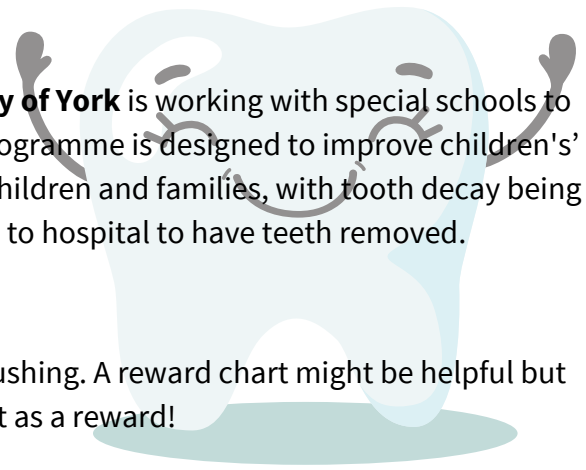 y of York is working with special schools to
ogramme is designed to improve children's’
hildren and families, with tooth decay being
to hospital to have teeth removed.
ushing. A reward chart might be helpful but
t as a reward!